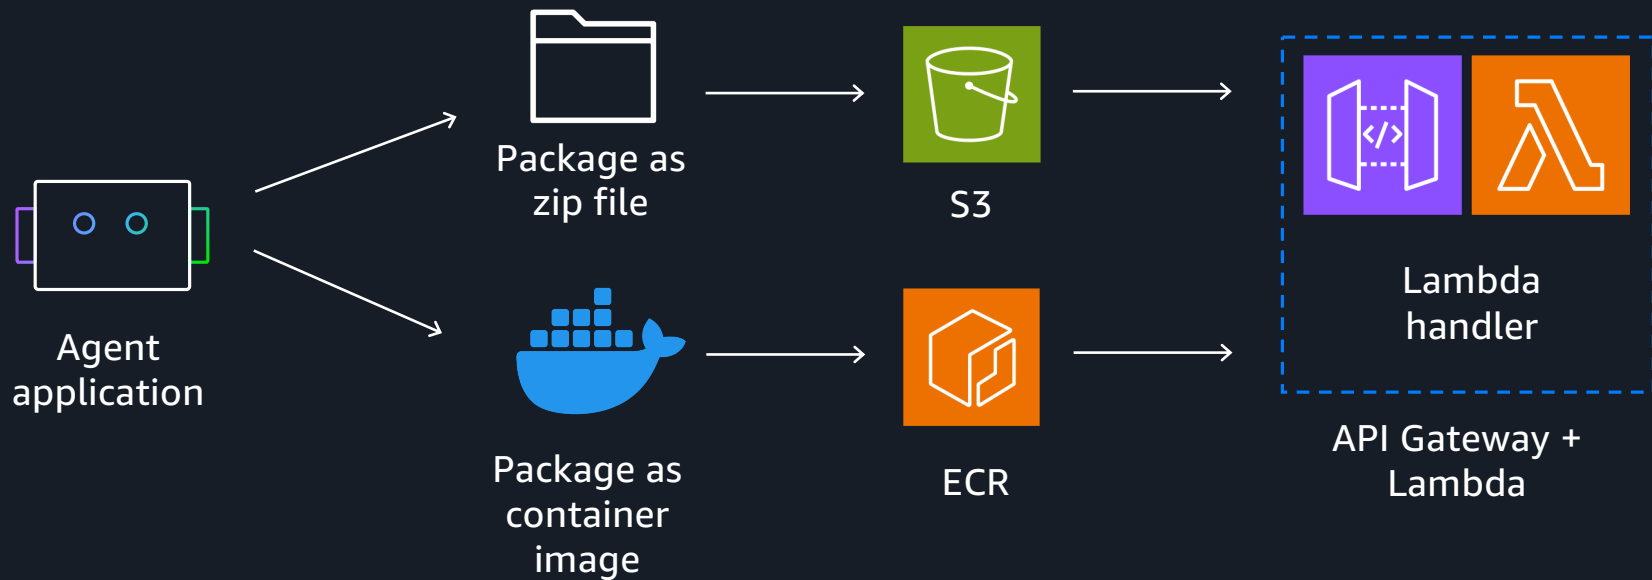 Agent
application
Package as
zip file
Package as
container
image
S3
ECR
</>
Lambda
handler
API Gateway +
Lambda